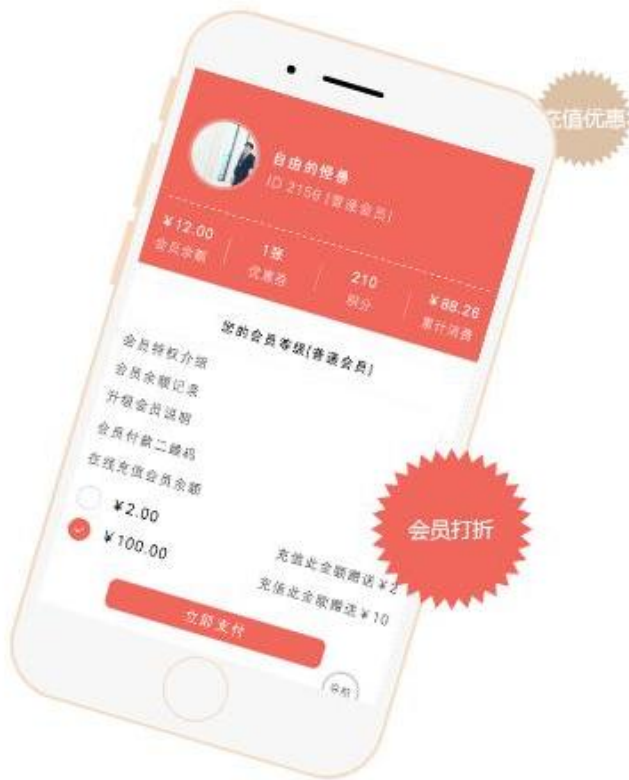 充值优惠
自由的怪兽
ID 2156 [普通会员]
¥12.00
会员余额
1张
优惠券
210
积分
¥88.26
累计消费
您的会员等级[普通会员]
会员特权介绍
会员余额记录
升级会员说明
会员付款二维码
在线充值会员余额
¥2.00
充值此金额赠送¥2
¥100.00
充值此金额赠送¥10
会员打折
立即支付